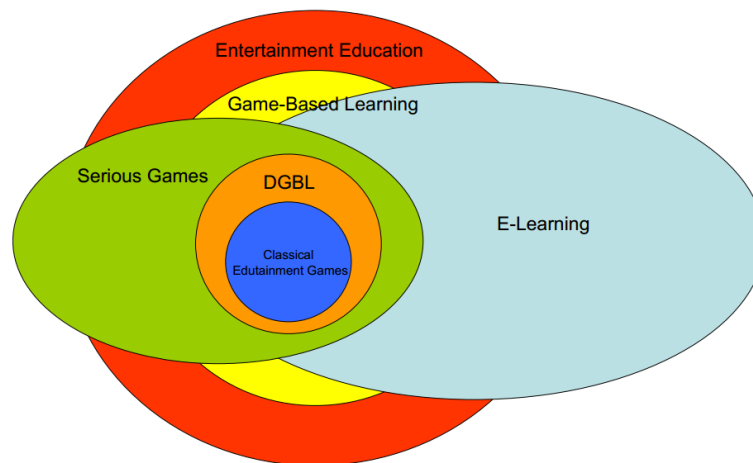 Entertainment Education
Game-Based Learning
Serious Games
DGBL
E-Learning
Classical
Edutainment Games